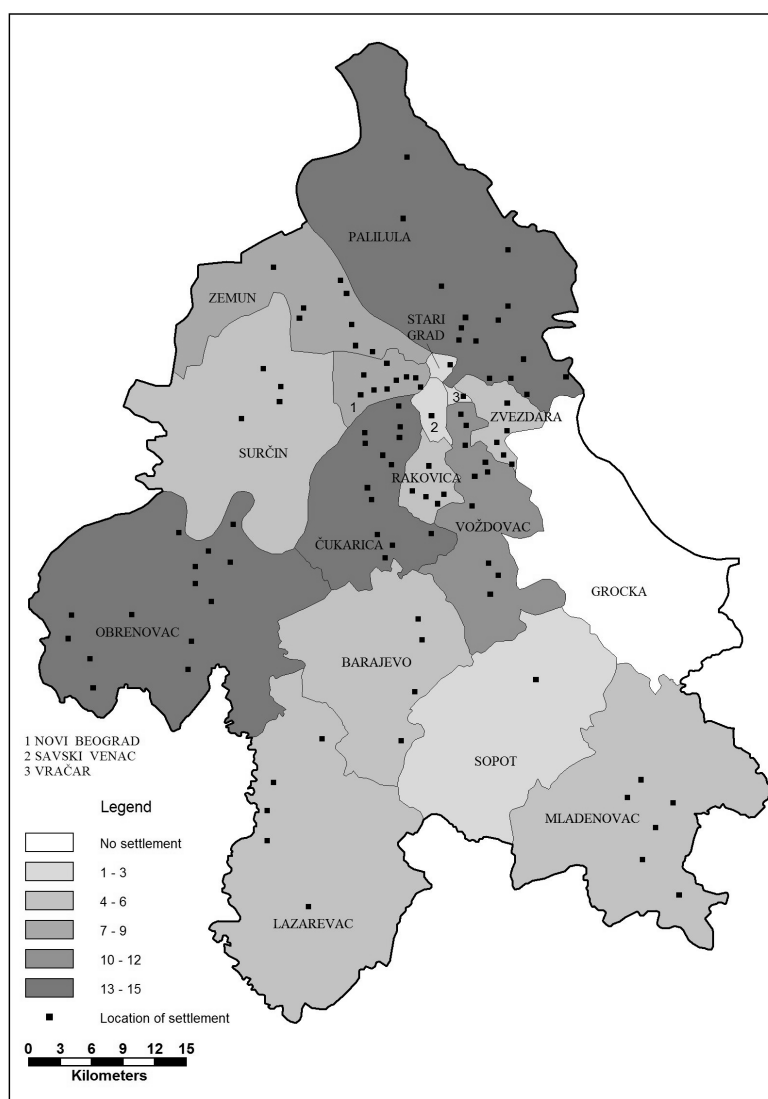 PALILULA
ZEMUN
STARI
GRAD
1
3
ZVEZDARA
2
SURČIN
RAKOVICA
VOŽDOVAC
ČUKARICA
GROCKA
OBRENOVAC
BARAJEVO
1 NOVI BEOGRAD
2 SAVSKI VENAC
3 VRAČAR
SOPOT
MLADENOVAC
LAZAREVAC
Legend
No settlement
1 - 3
4 - 6
7 - 9
10 - 12
13 - 15
Location of settlement
0 3 6 9 12 15
Kilometers